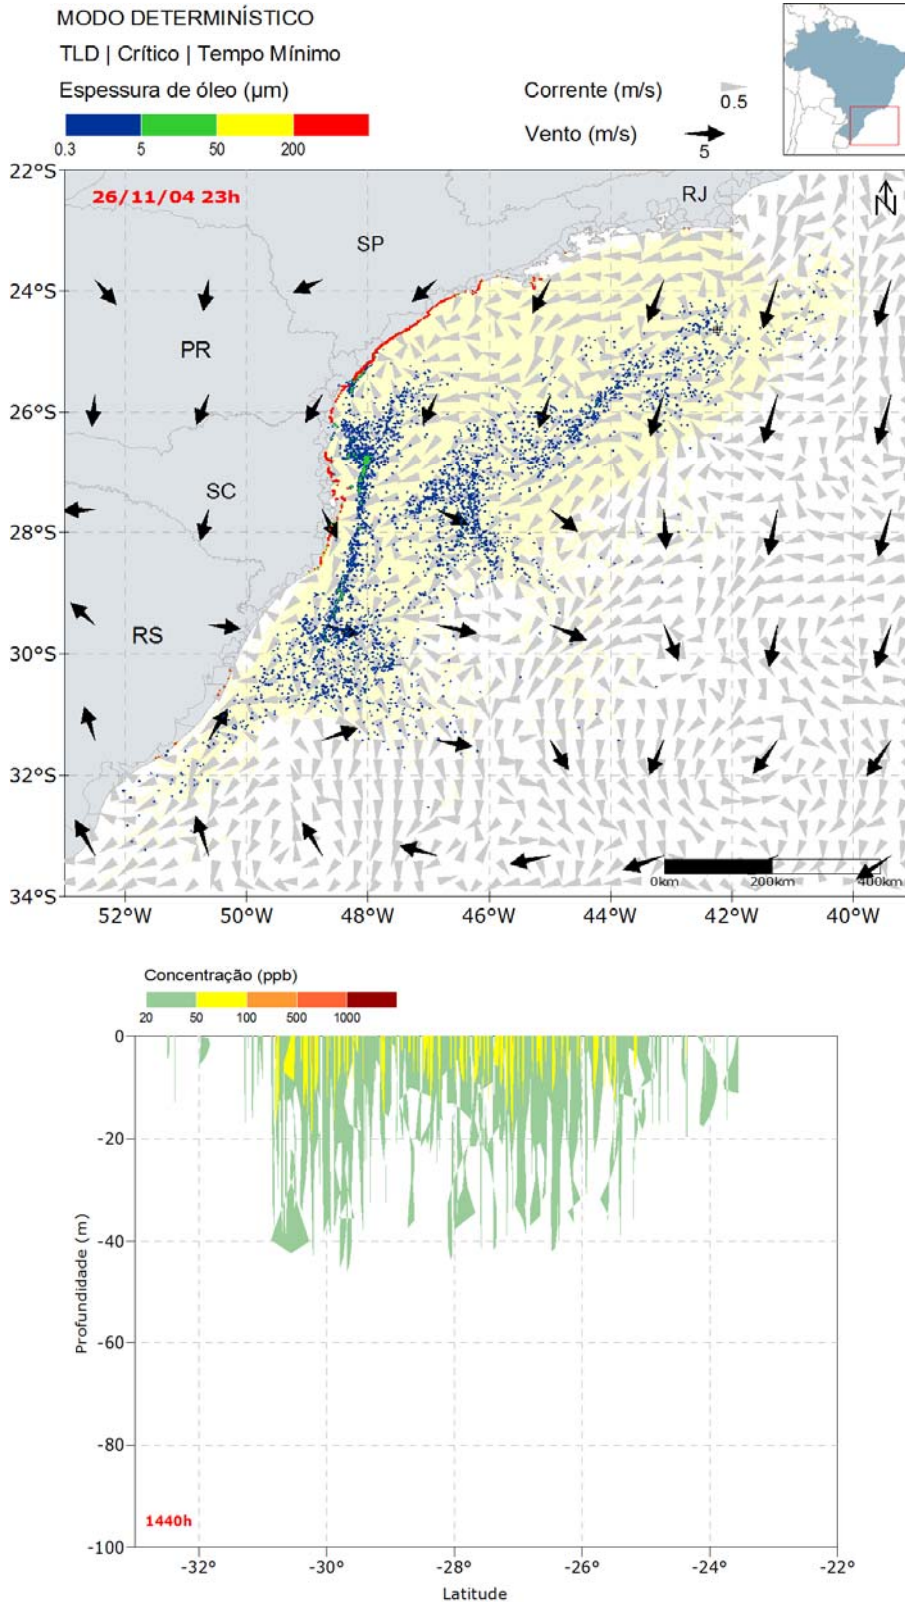 MODO DETERMINÍSTICO
TLD | Crítico | Tempo Mínimo
Espessura de óleo (µm)
0.3 5 50 200
Corrente (m/s) 0.5
Vento (m/s) 5
22°S
26/11/04 23h
RJ
N
SP
24°S
PR
26°S
SC
28°S
RS
30°S
32°S
0km 200km 400km
34°S
52°W 50°W 48°W 46°W 44°W 42°W 40°W
Concentração (ppb)
20 50 100 500 1000
0
-20
-40
-60
-80
-100
Profundidade (m)
1440h
-32° -30° -28° -26° -24° -22°
Latitude